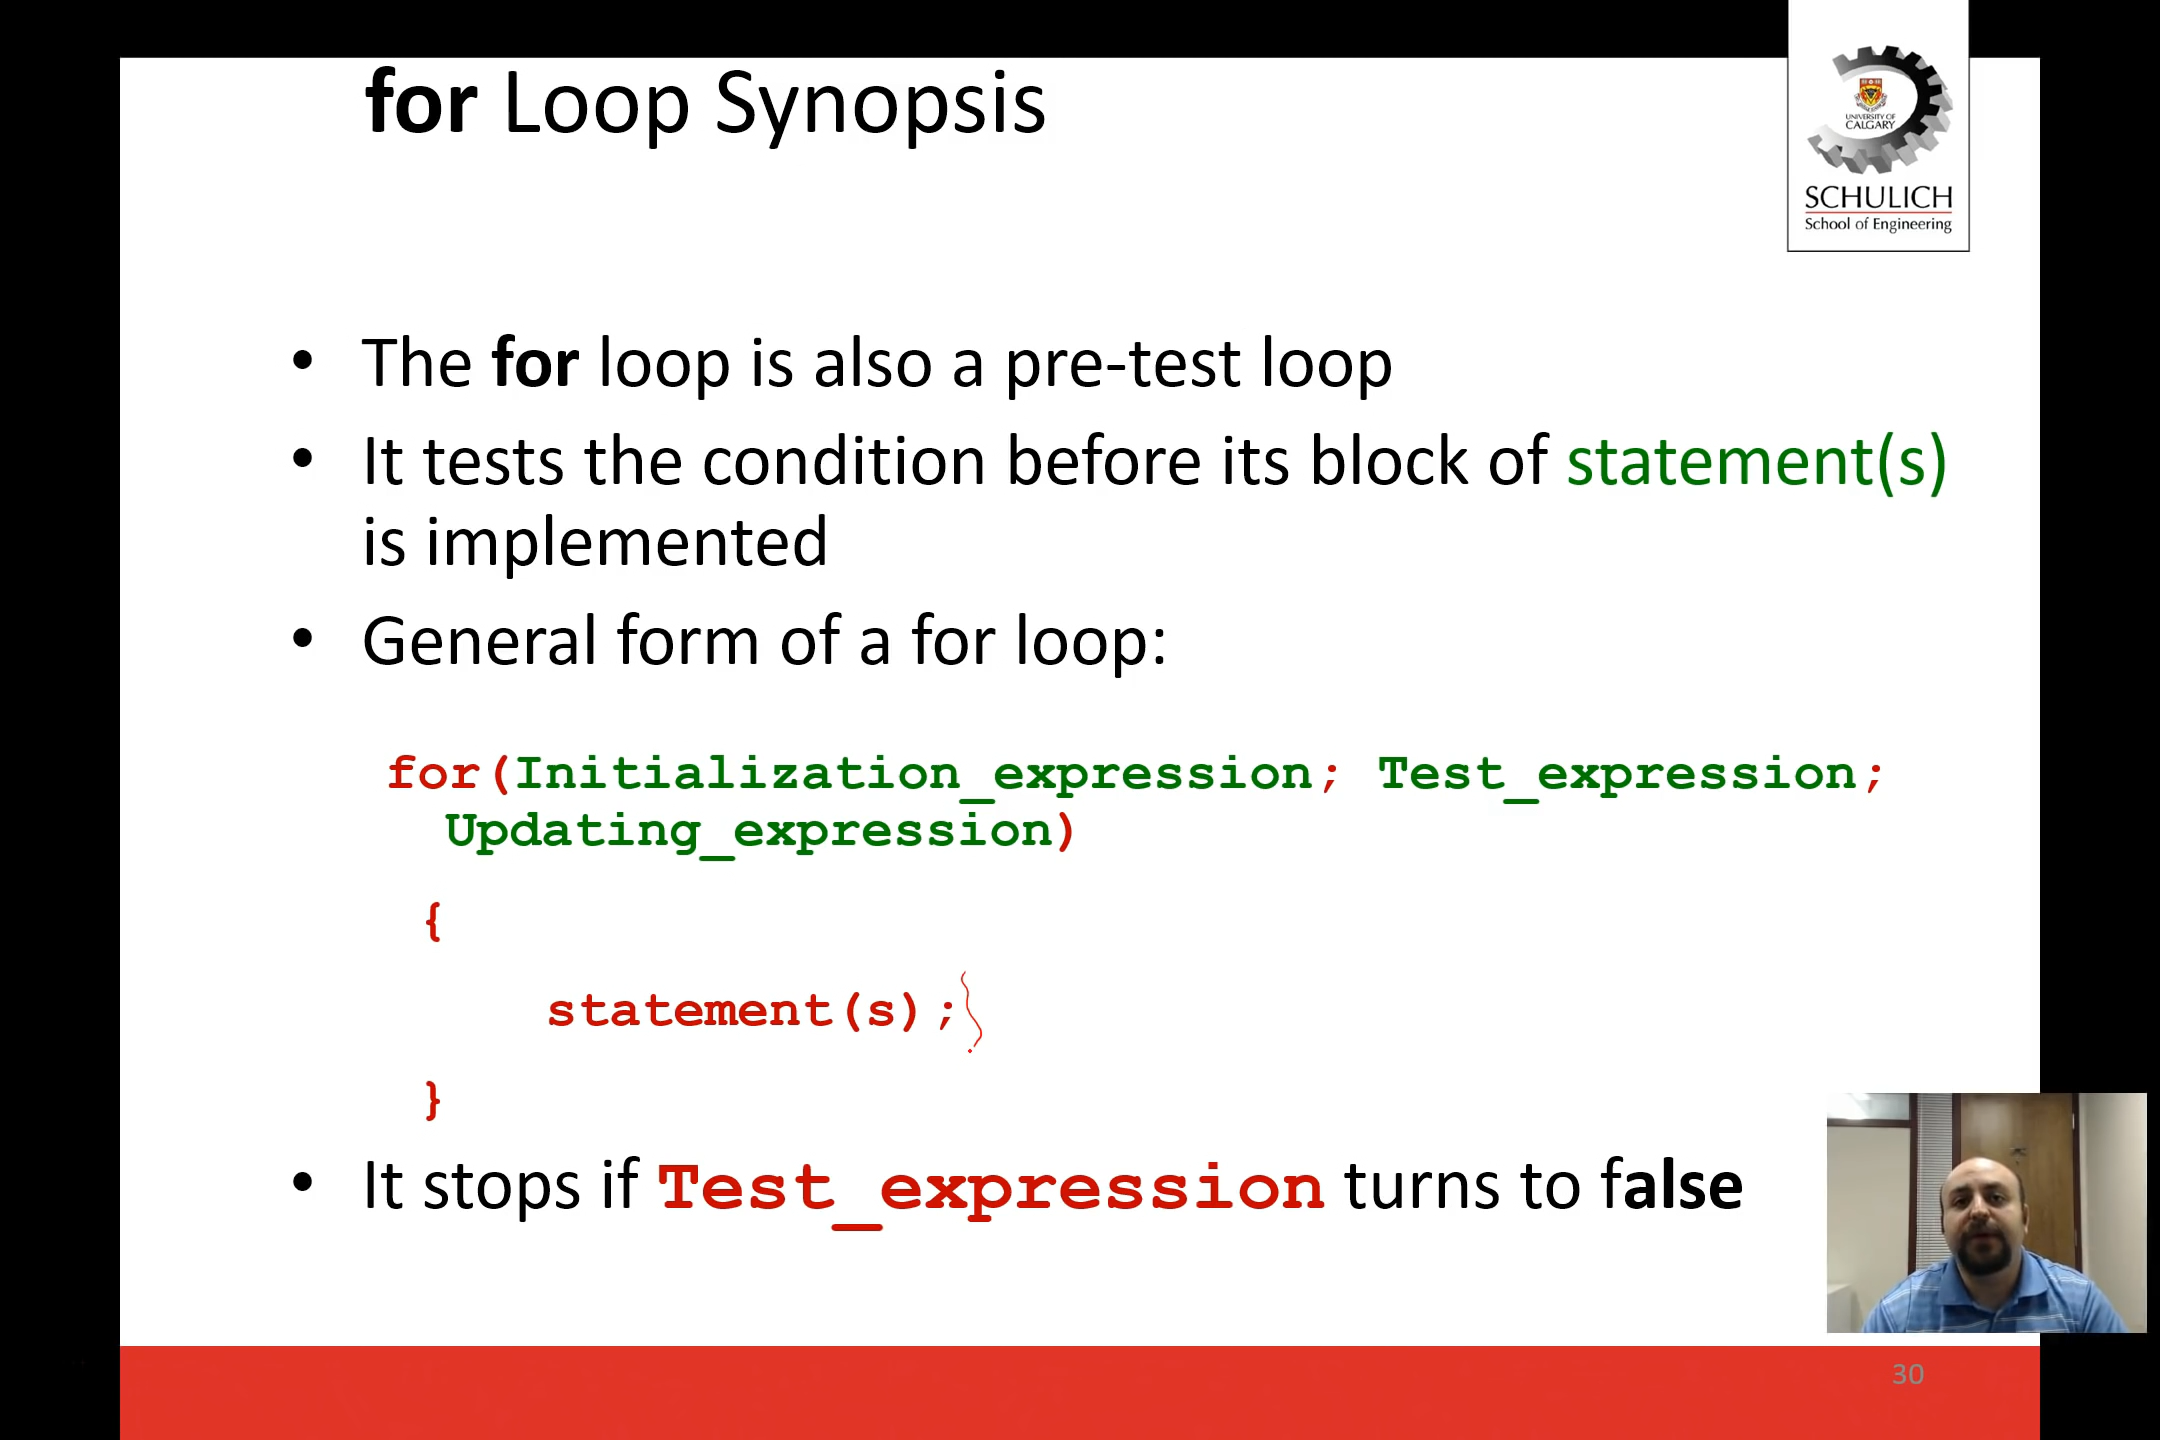 for Loop Synopsis
UNIVERSITY OF
CALGARY
SCHULICH
School of Engineering
• The for loop is also a pre-test loop
• It tests the condition before its block of statement(s)
is implemented
• General form of a for loop:
for(Initialization_expression; Test_expression;
Updating_expression)
{
statement(s);
}
• It stops if Test_expression turns to false
30